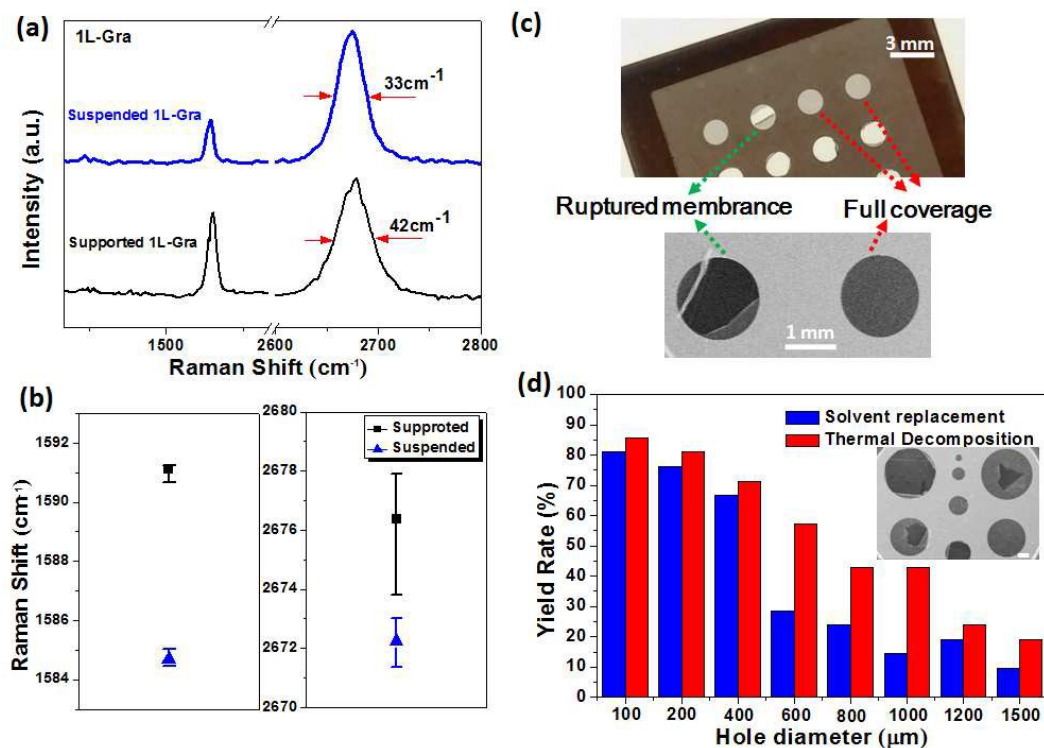 (a)
1L-Gra
33cm⁻¹
Suspended 1L-Gra
42cm⁻¹
Supported 1L-Gra
Intensity (a.u.)
1500 2600 2700 2800
Raman Shift (cm⁻¹)
(b)
1592
1590
1588
1586
1584
Raman Shift (cm⁻¹)
2680
2678
2676
2674
2672
2670
Supproted
Suspended
(c)
3 mm
Ruptured membrance
Full coverage
1 mm
(d)
100
90
80
70
60
50
40
30
20
10
0
Yield Rate (%)
Solvent replacement
Thermal Decomposition
100 200 400 600 800 1000 1200 1500
Hole diameter (μm)